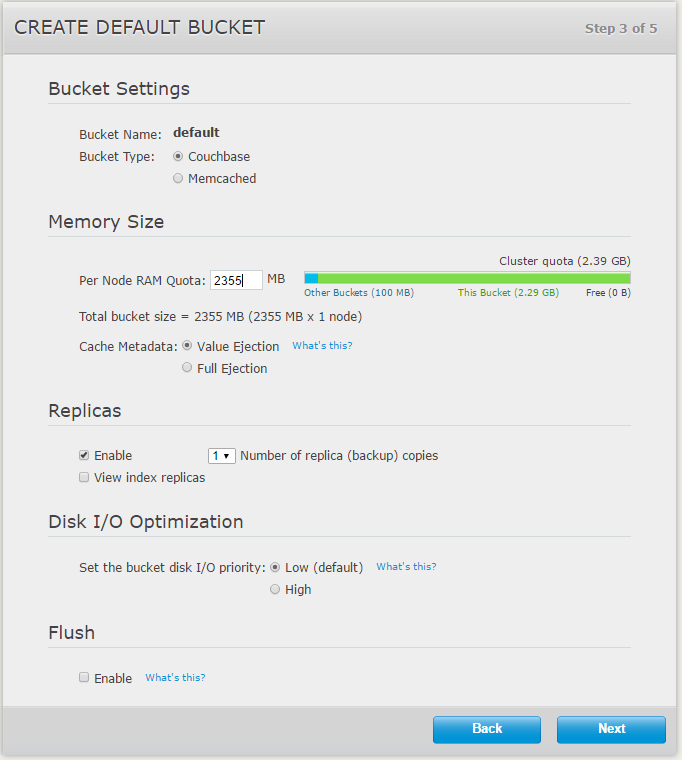 CREATE DEFAULT BUCKET Step 3 of 5
Bucket Settings
Bucket Name: default
Bucket Type: Couchbase
Memcached
Memory Size
Cluster quota (2.39 GB)
Per Node RAM Quota: 2355 MB
Other Buckets (100 MB) This Bucket (2.29 GB) Free (0 B)
Total bucket size = 2355 MB (2355 MB x 1 node)
Cache Metadata: Value Ejection What's this?
Full Ejection
Replicas
Enable 1 Number of replica (backup) copies
View index replicas
Disk I/O Optimization
Set the bucket disk I/O priority: Low (default) What's this?
High
Flush
Enable What's this?
Back Next